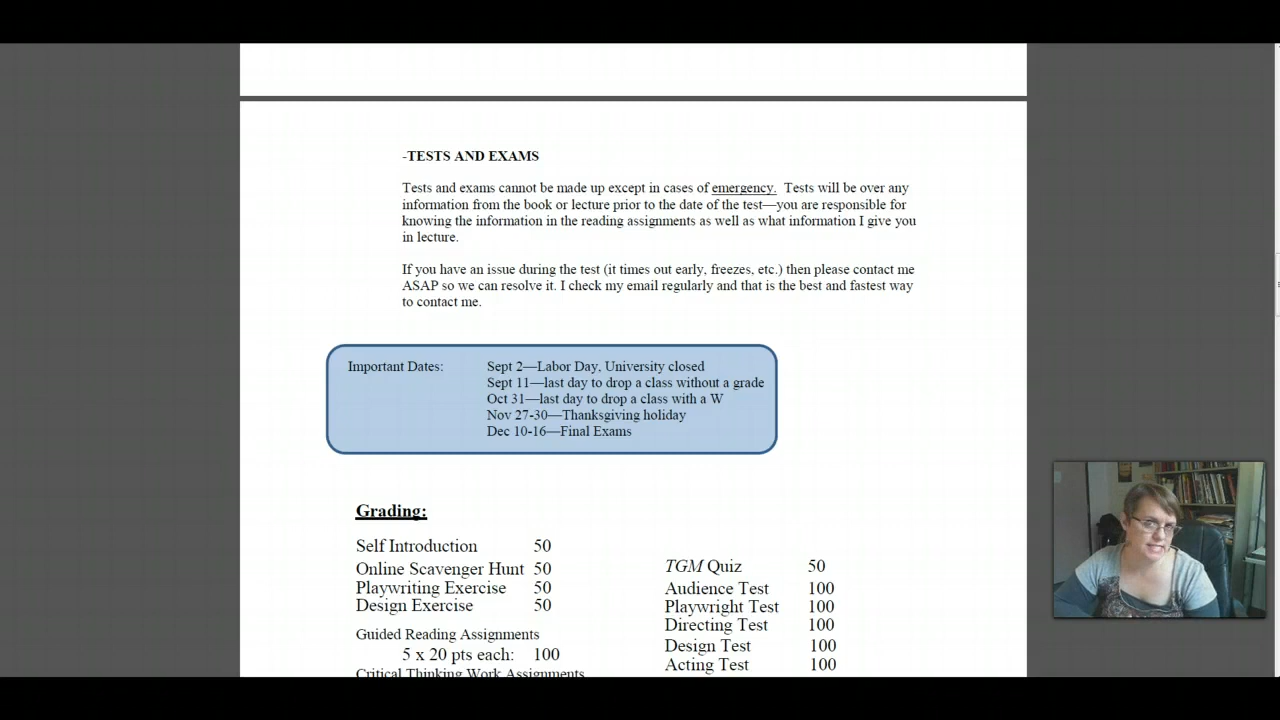 -TESTS AND EXAMS
Tests and exams cannot be made up except in cases of emergency. Tests will be over any
information from the book or lecture prior to the date of the test—you are responsible for
knowing the information in the reading assignments as well as what information I give you
in lecture.
If you have an issue during the test (it times out early, freezes, etc.) then please contact me
ASAP so we can resolve it. I check my email regularly and that is the best and fastest way
to contact me.
Important Dates: Sept 2—Labor Day, University closed
Sept 11—last day to drop a class without a grade
Oct 31—last day to drop a class with a W
Nov 27-30—Thanksgiving holiday
Dec 10-16—Final Exams
Grading:
Self Introduction 50
Online Scavenger Hunt 50
Playwriting Exercise 50
Design Exercise 50
Guided Reading Assignments
5 x 20 pts each: 100
Critical Thinking Work Assignments
TGM Quiz 50
Audience Test 100
Playwright Test 100
Directing Test 100
Design Test 100
Acting Test 100